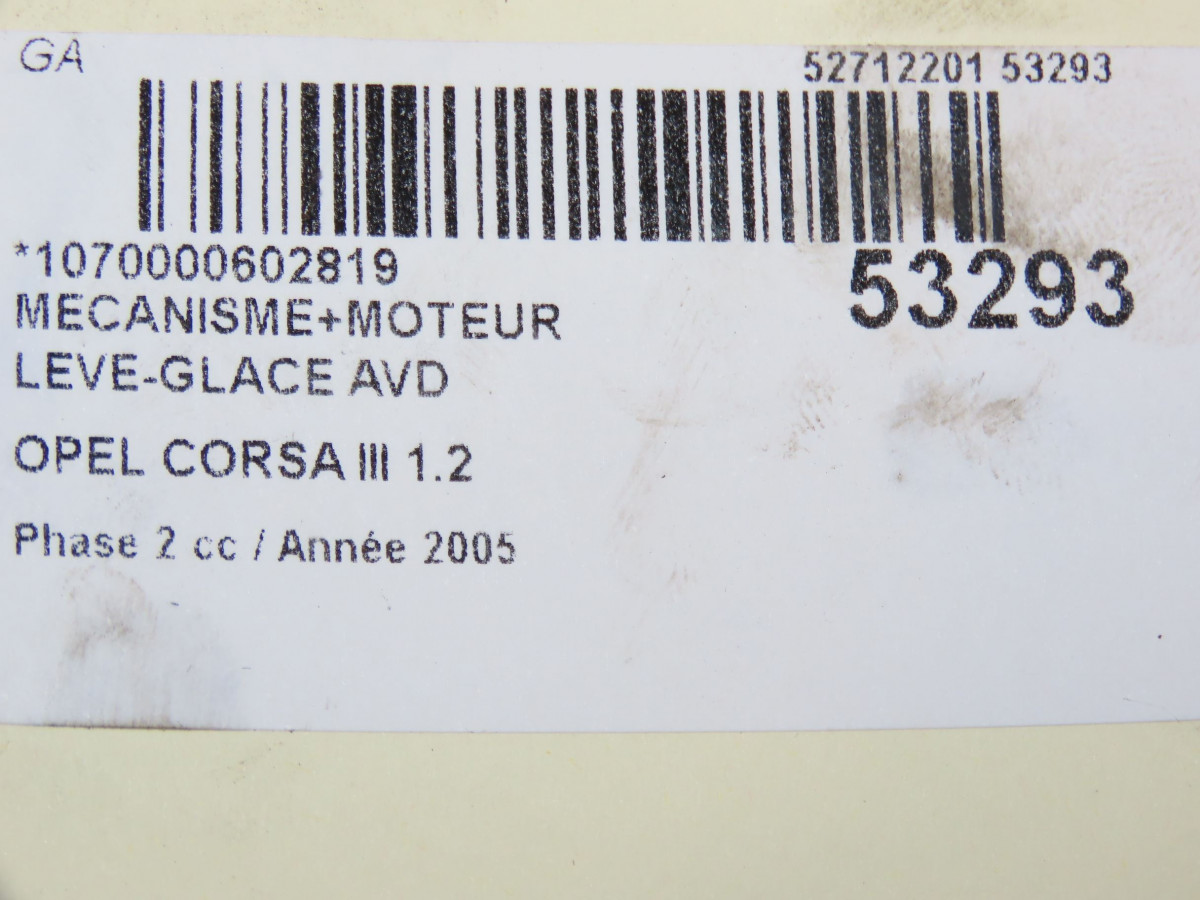 GA
52712201 53293
*1070000602819
53293
MECANISME+MOTEUR
LEVE-GLACE AVD
OPEL CORSA III 1.2
Phase 2 cc / Année 2005